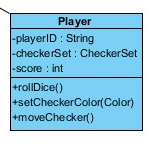 Player
-playerID : String
-checkerSet : CheckerSet
-score : int
+rollDice()
+setCheckerColor(Color)
+moveChecker()